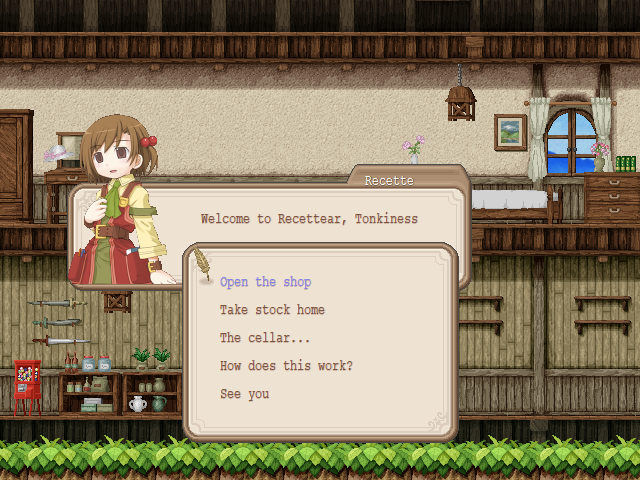 Recette
Welcome to Recettear, Tonkiness
Open the shop
Take stock home
The cellar...
How does this work?
See you